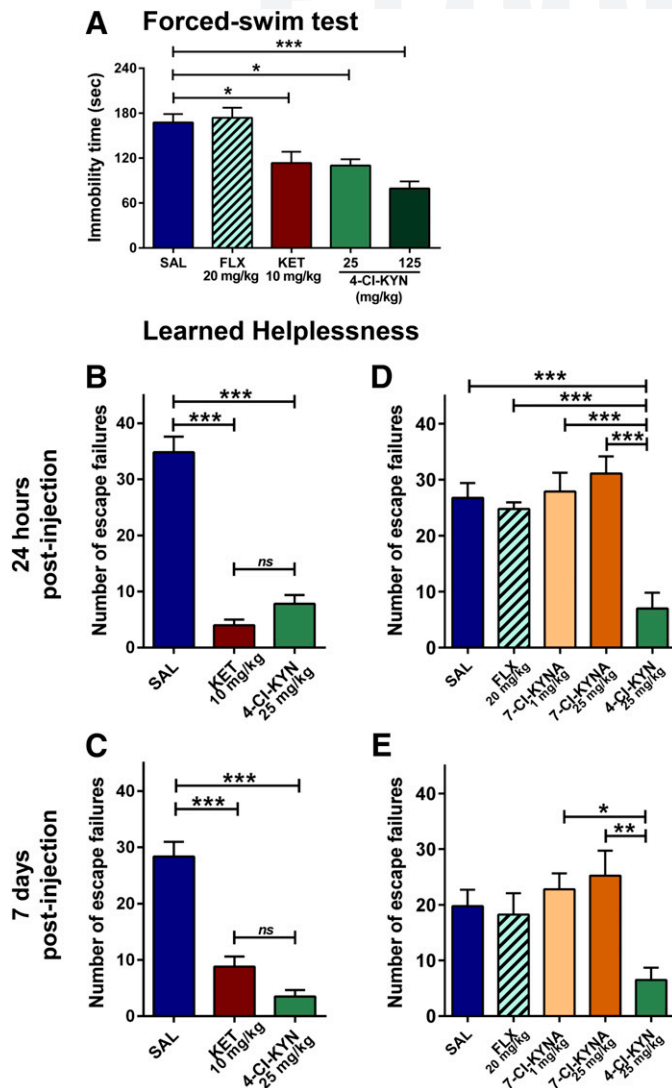 A Forced-swim test
***
*
*
Immobility time (sec)
240
180
120
60
0
SAL
FLX
20 mg/kg
KET
10 mg/kg
25
125
4-Cl-KYN
(mg/kg)
Learned Helplessness
24 hours
post-injection
B
***
***
ns
Number of escape failures
40
30
20
10
0
SAL
KET
10 mg/kg
4-Cl-KYN
25 mg/kg
D
***
***
***
***
Number of escape failures
40
30
20
10
0
SAL
FLX
20 mg/kg
7-Cl-KYNA
1 mg/kg
7-Cl-KYNA
25 mg/kg
4-Cl-KYN
25 mg/kg
7 days
post-injection
C
***
***
ns
Number of escape failures
40
30
20
10
0
SAL
KET
10 mg/kg
4-Cl-KYN
25 mg/kg
E
*
**
Number of escape failures
40
30
20
10
0
SAL
FLX
20 mg/kg
7-Cl-KYNA
1 mg/kg
7-Cl-KYNA
25 mg/kg
4-Cl-KYN
25 mg/kg